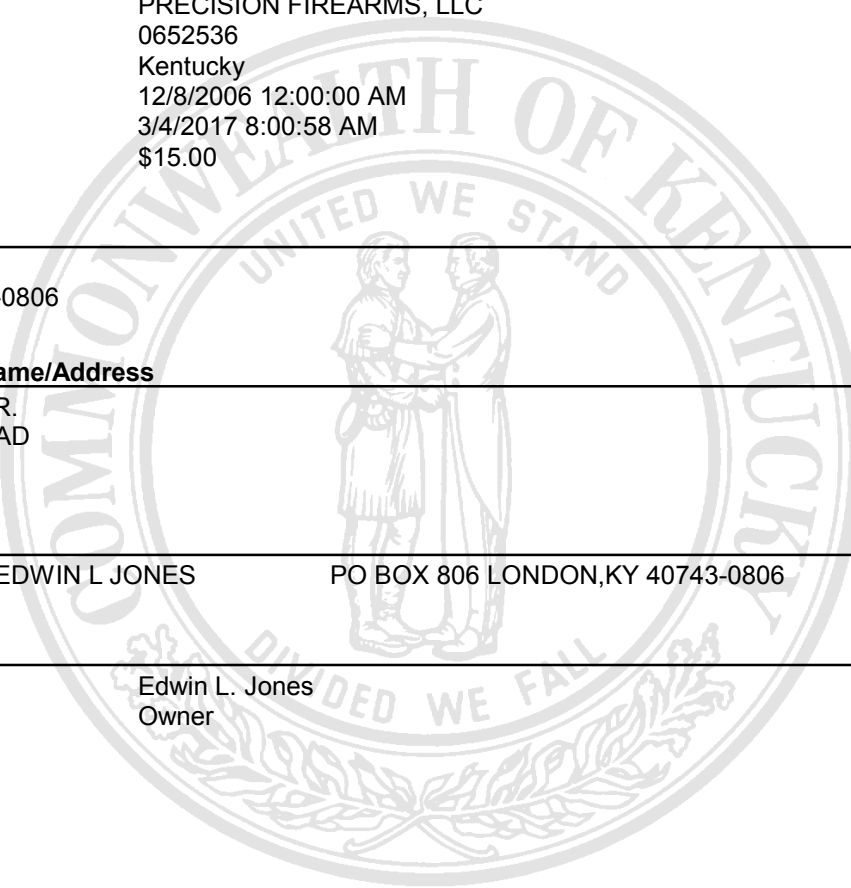 PRECISION FIREARMS, LLC
0652536
Kentucky
12/8/2006 12:00:00 AM
3/4/2017 8:00:58 AM
$15.00
-0806
ame/Address
R.
AD
EDWIN L JONES PO BOX 806 LONDON,KY 40743-0806
Edwin L. Jones
Owner
COMMONWEALTH OF KENTUCKY
UNITED WE STAND
DIVIDED WE FALL